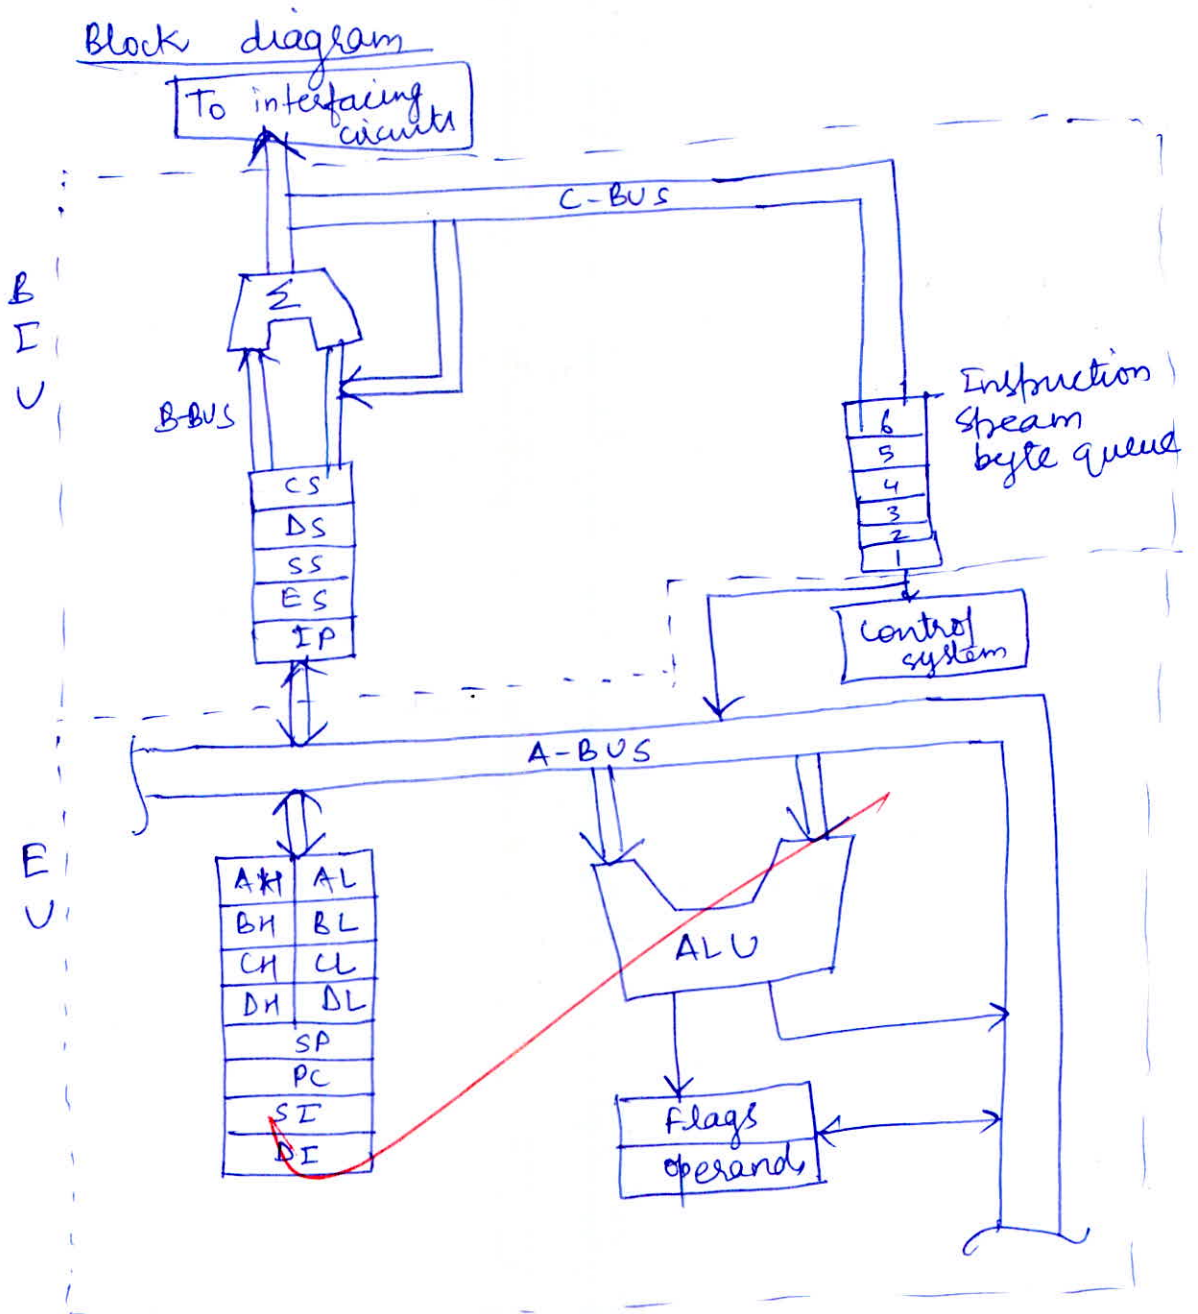 Block diagram
To interfacing
circuits
C-BUS
B
I
U
Σ
B-BUS
Instruction
stream
byte queue
6
5
4
3
2
1
CS
DS
SS
ES
IP
control
system
A-BUS
E
U
AH AL
BH BL
CH CL
DH DL
SP
PC
SI
DI
ALU
Flags
operands